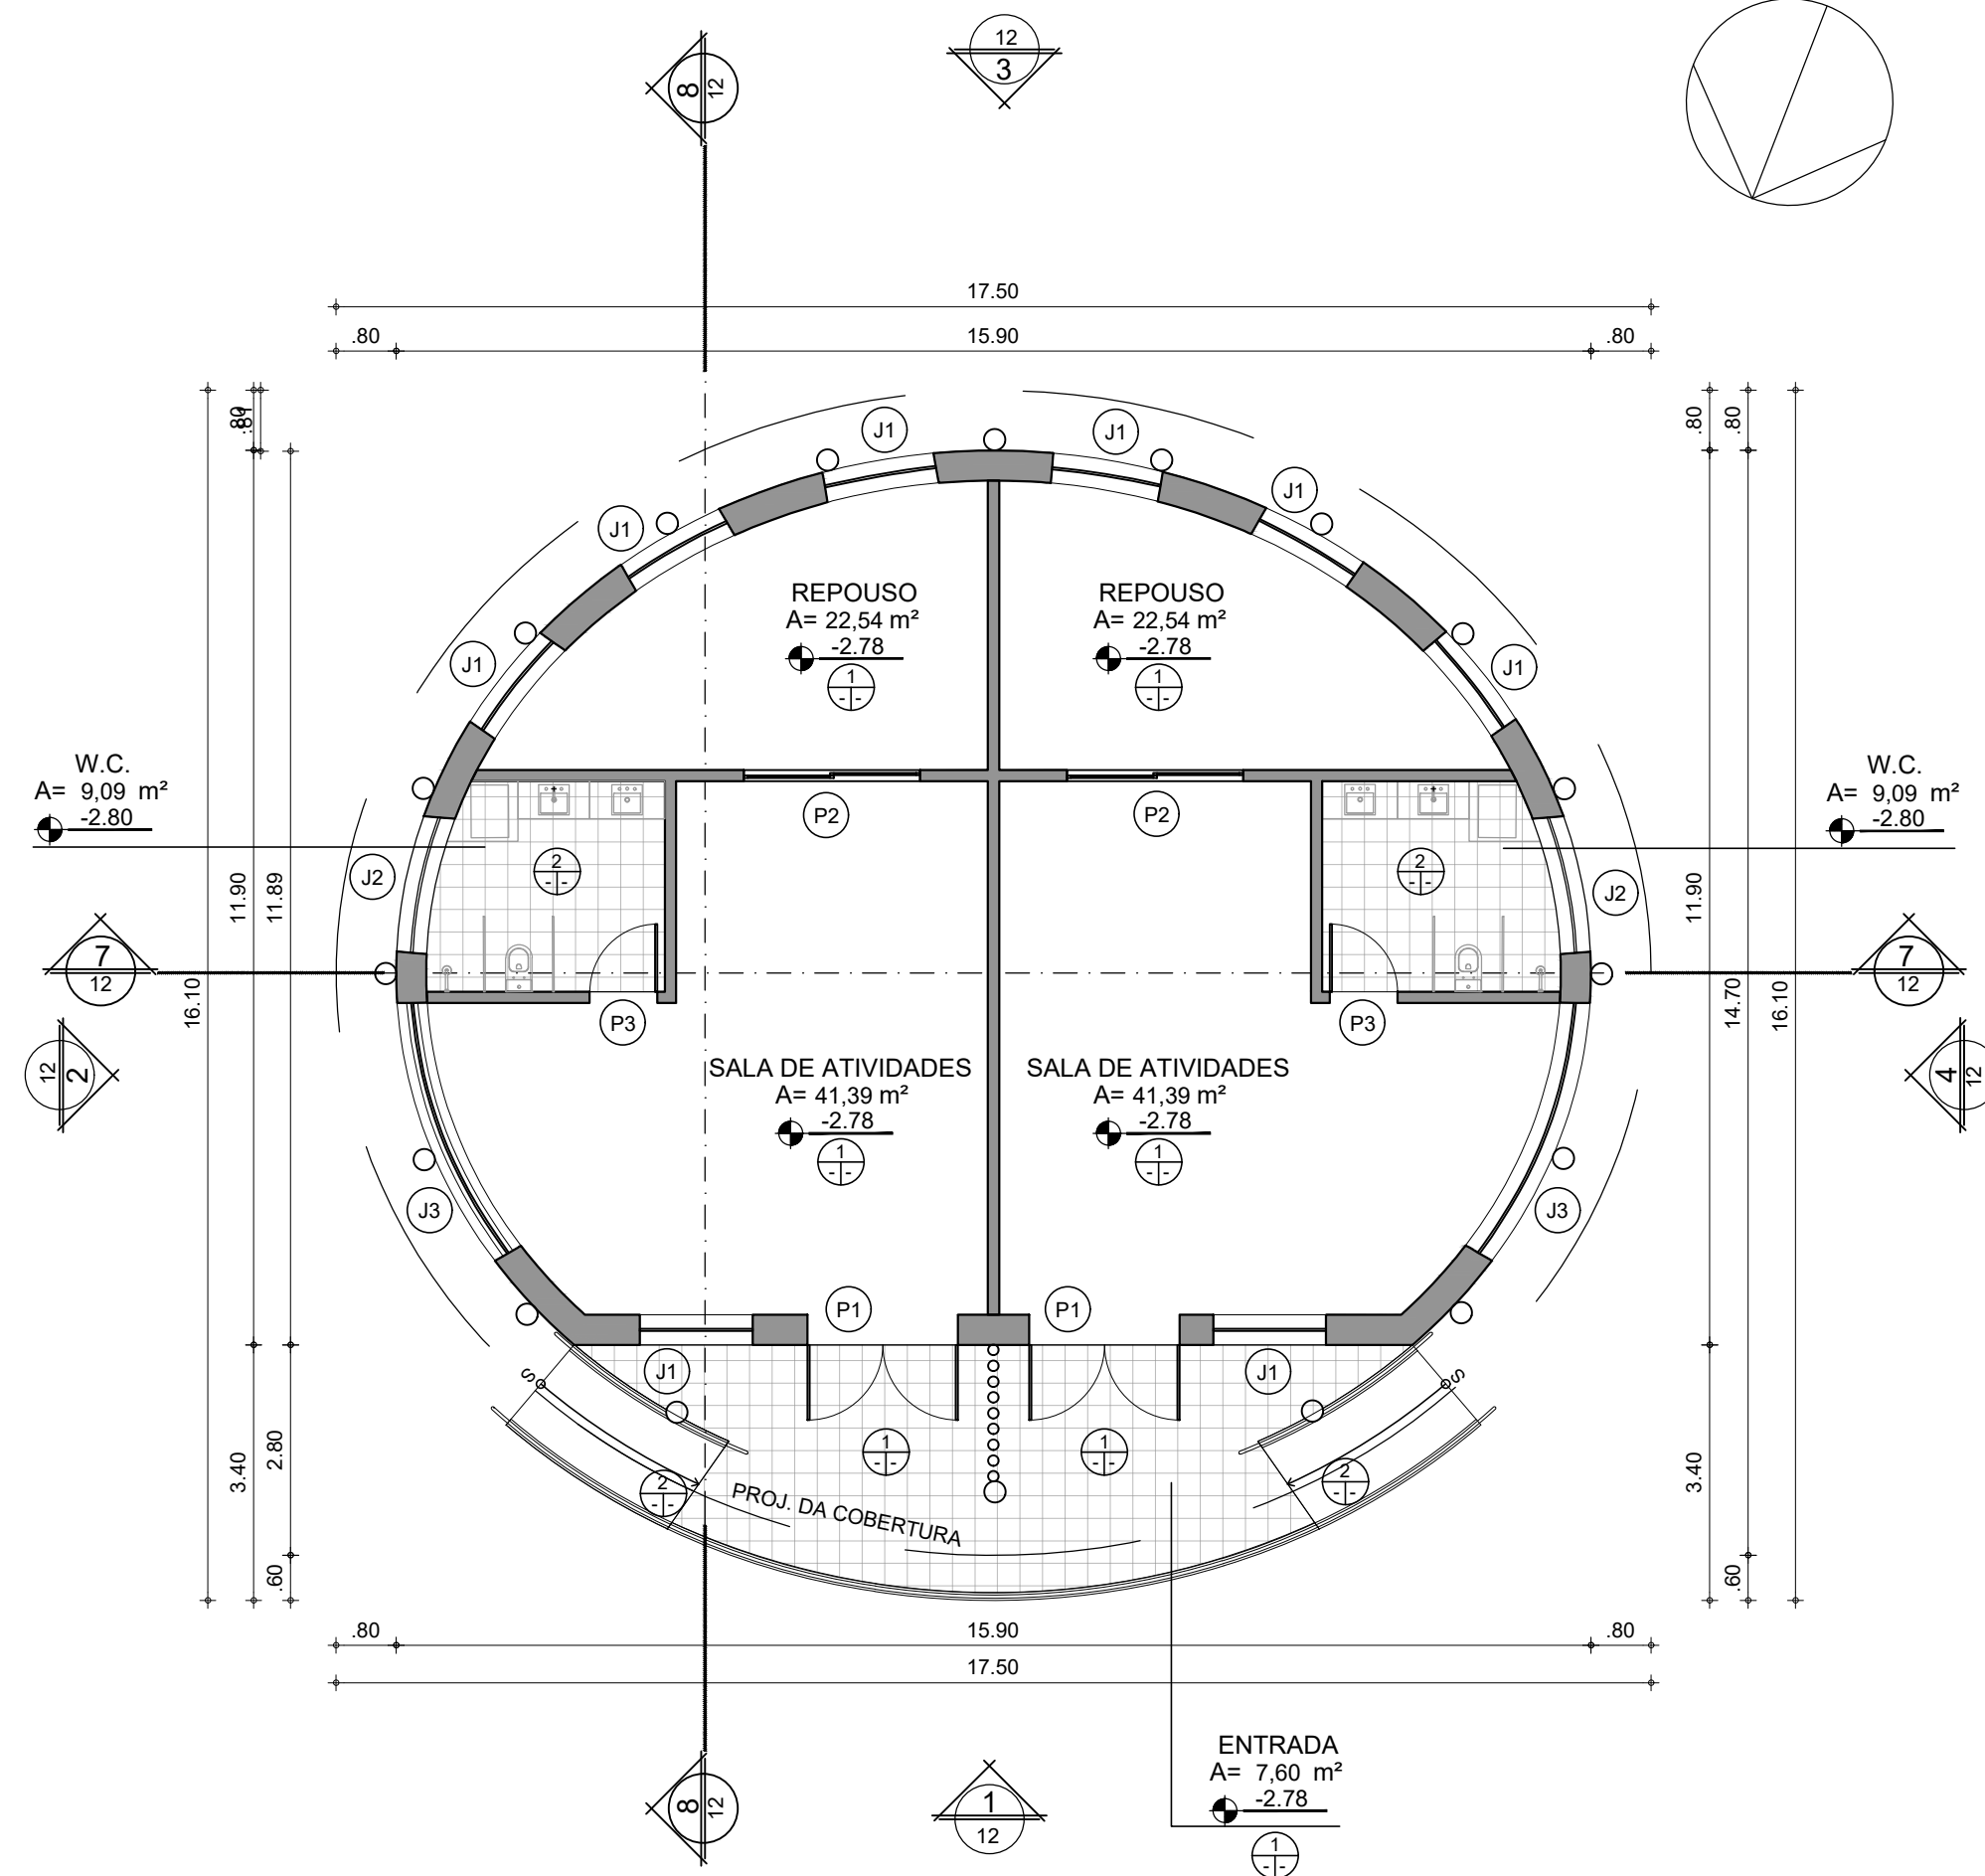 12
3
8
12
17.50
.80
15.90
.80
.80
.81
.80
.80
J1
J1
J1
J1
REPOUSO
A= 22,54 m²
-2.78
1
- -
REPOUSO
A= 22,54 m²
-2.78
1
- -
J1
J1
W.C.
A= 9,09 m²
-2.80
W.C.
A= 9,09 m²
-2.80
P2
P2
2
- -
2
- -
J2
J2
16.10
11.90
11.89
11.90
14.70
16.10
7
12
7
12
P3
P3
12
2
4
12
SALA DE ATIVIDADES
A= 41,39 m²
-2.78
1
- -
SALA DE ATIVIDADES
A= 41,39 m²
-2.78
1
- -
J3
J3
P1
P1
J1
J1
S
S
1
- -
1
- -
2
- -
2
- -
PROJ. DA COBERTURA
3.40
2.80
.60
3.40
.60
.80
15.90
.80
17.50
ENTRADA
A= 7,60 m²
-2.78
1
- -
8
12
1
12